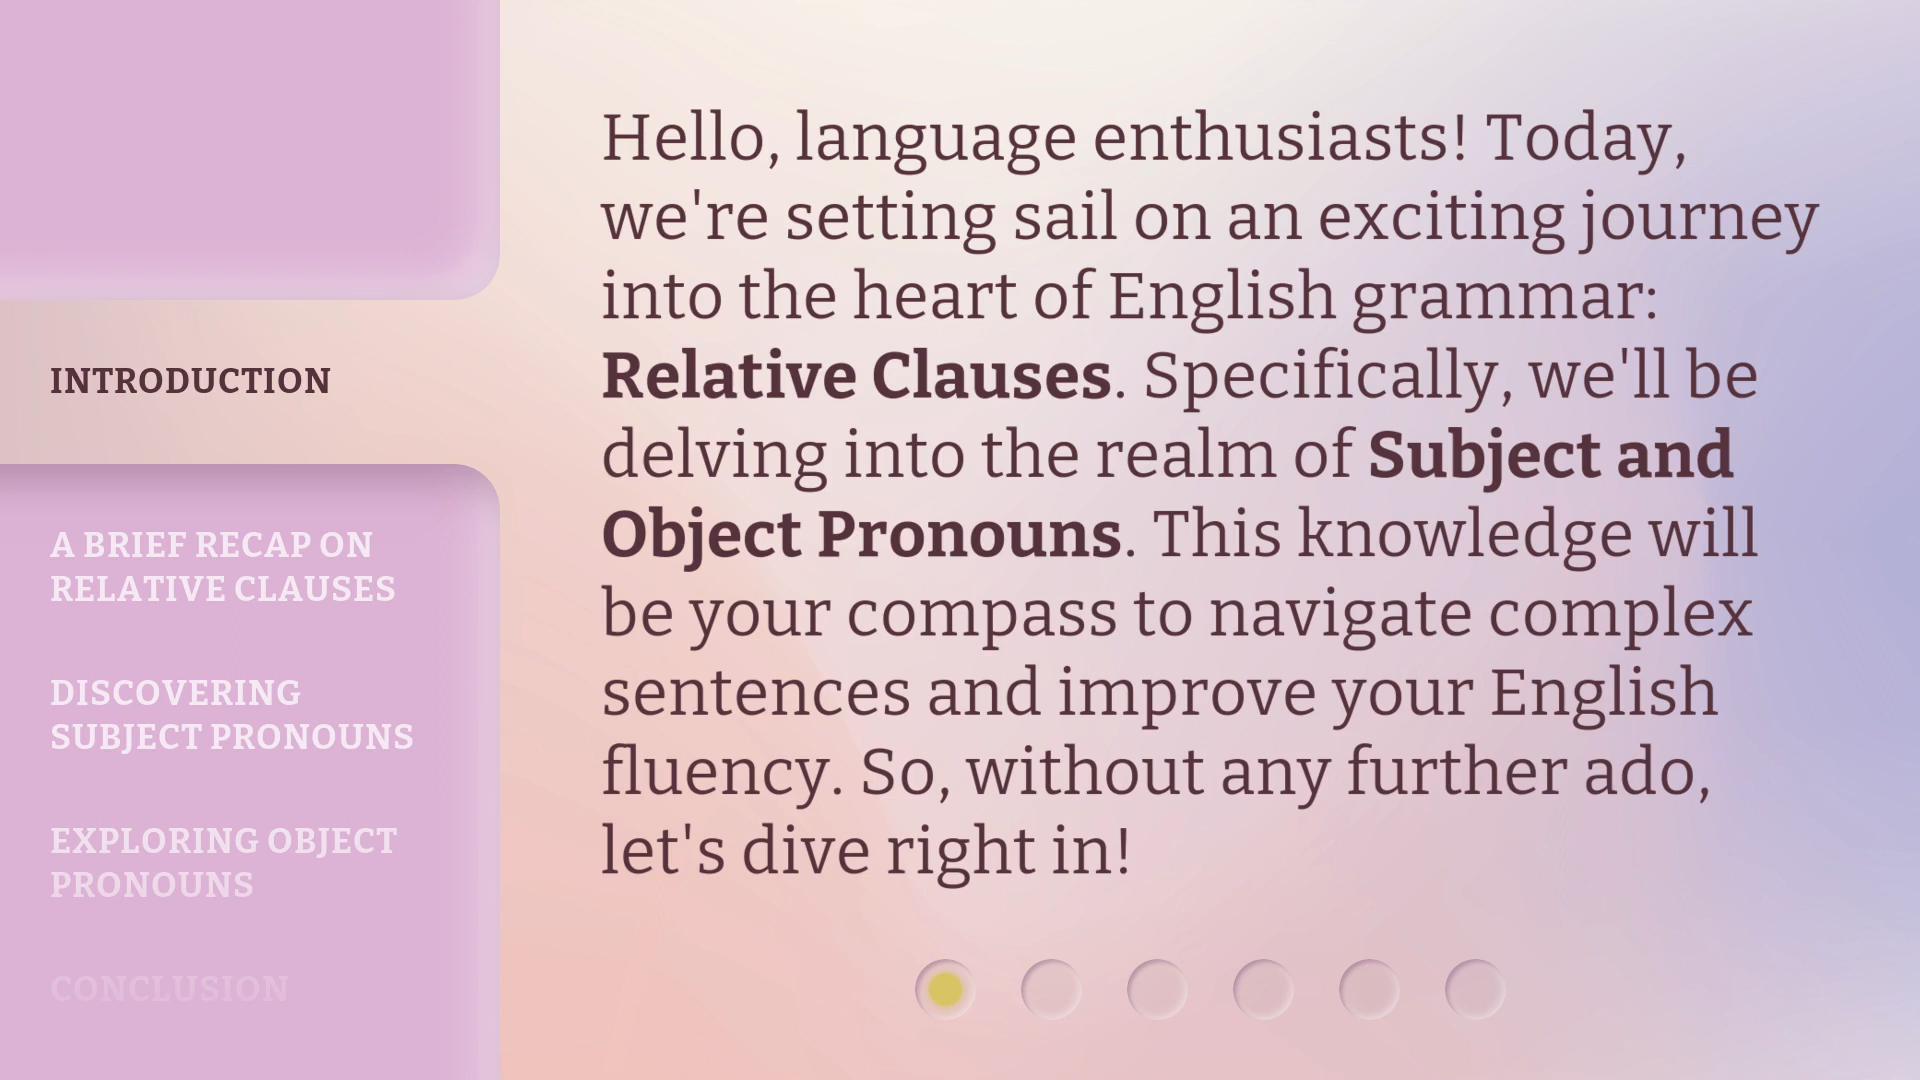 INTRODUCTION
A BRIEF RECAP ON
RELATIVE CLAUSES
DISCOVERING
SUBJECT PRONOUNS
EXPLORING OBJECT
PRONOUNS
CONCLUSION
Hello, language enthusiasts! Today,
we're setting sail on an exciting journey
into the heart of English grammar:
Relative Clauses. Specifically, we'll be
delving into the realm of Subject and
Object Pronouns. This knowledge will
be your compass to navigate complex
sentences and improve your English
fluency. So, without any further ado,
let's dive right in!